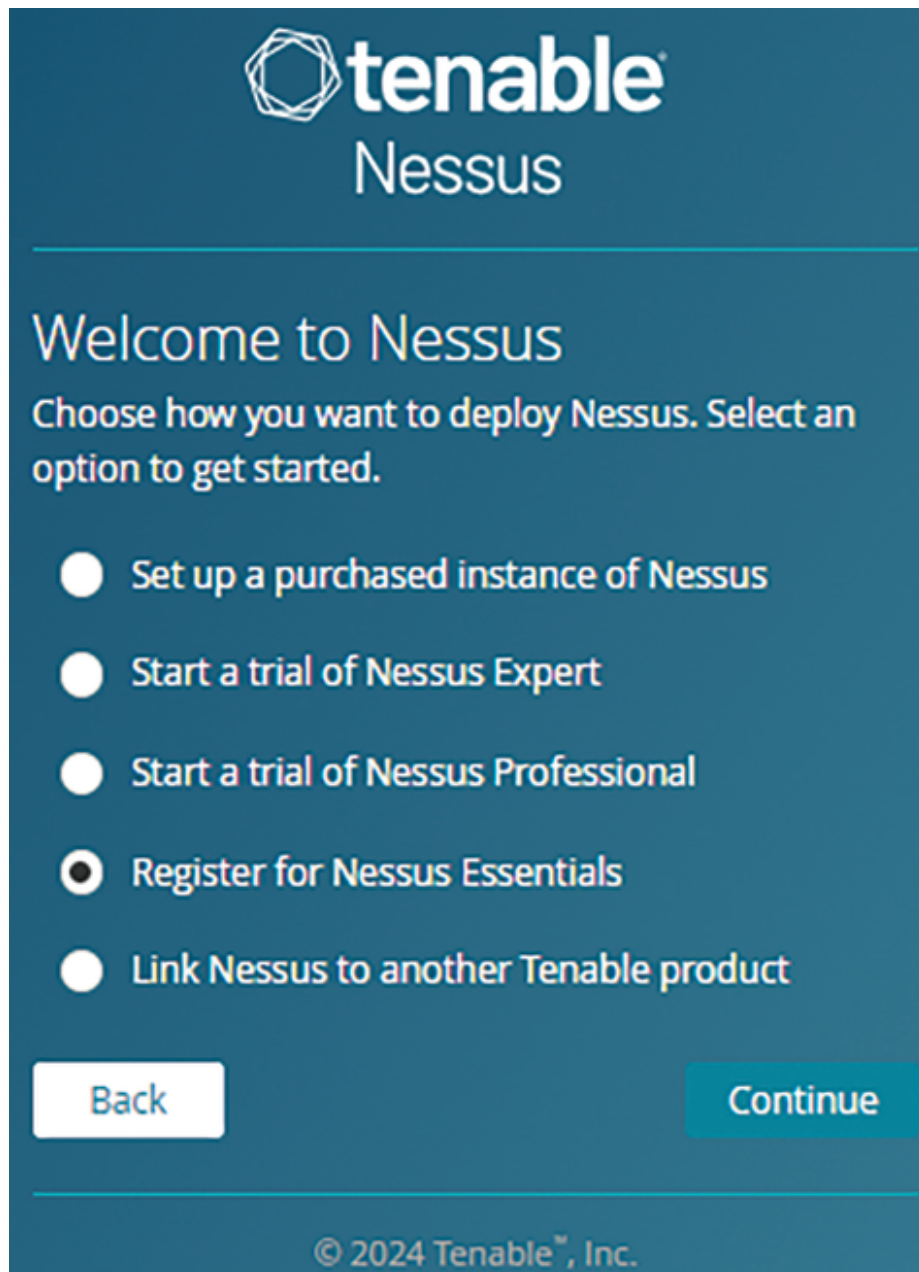 tenable
Nessus
Welcome to Nessus
Choose how you want to deploy Nessus. Select an
option to get started.
Set up a purchased instance of Nessus
Start a trial of Nessus Expert
Start a trial of Nessus Professional
Register for Nessus Essentials
Link Nessus to another Tenable product
Back
Continue
© 2024 Tenable™, Inc.